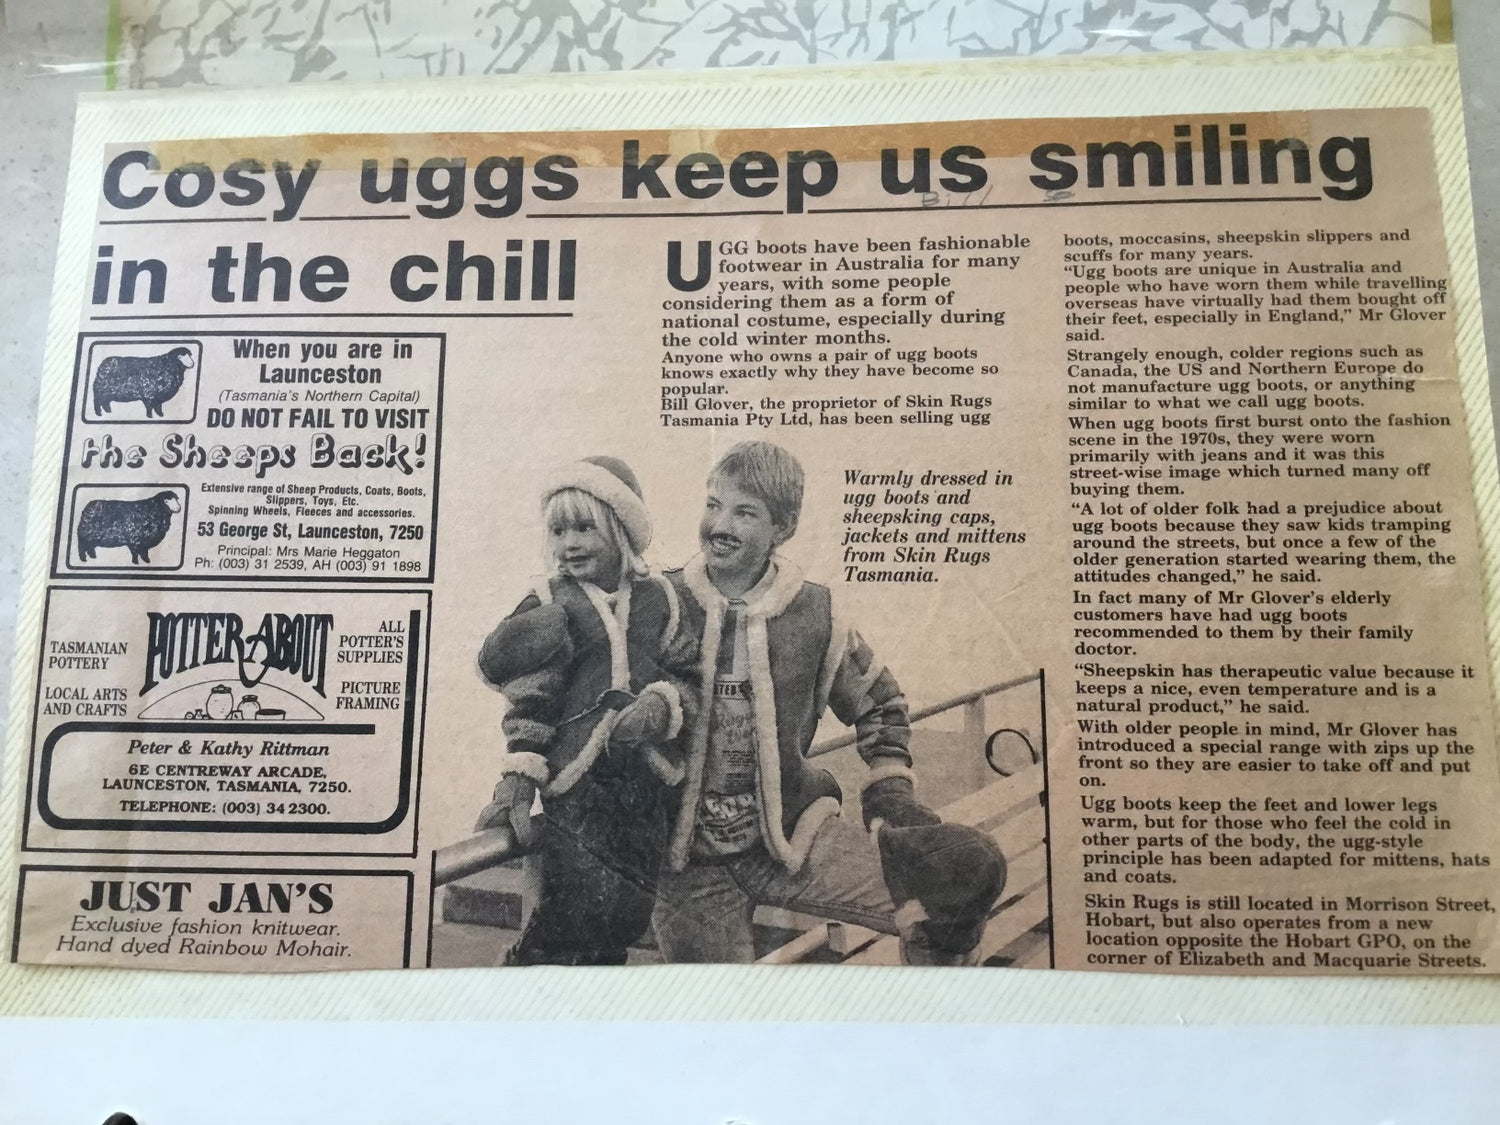 Cosy uggs keep us smiling
in the chill
When you are in
Launceston
(Tasmania's Northern Capital)
DO NOT FAIL TO VISIT
the Sheeps Back!
Extensive range of Sheep Products, Coats, Boots,
Slippers, Toys, Etc.
Spinning Wheels, Fleeces and accessories.
53 George St, Launceston, 7250
Principal: Mrs Marie Heggaton
Ph: (003) 31 2539, AH (003) 91 1898
TASMANIAN
POTTERY
LOCAL ARTS
AND CRAFTS
POTTER-ABOUT
ALL
POTTER'S
SUPPLIES
PICTURE
FRAMING
Peter & Kathy Rittman
6E CENTREWAY ARCADE,
LAUNCESTON, TASMANIA, 7250.
TELEPHONE: (003) 34 2300.
JUST JAN'S
Exclusive fashion knitwear.
Hand dyed Rainbow Mohair.
UGG boots have been fashionable
footwear in Australia for many
years, with some people
considering them as a form of
national costume, especially during
the cold winter months.
Anyone who owns a pair of ugg boots
knows exactly why they have become so
popular.
Bill Glover, the proprietor of Skin Rugs
Tasmania Pty Ltd, has been selling ugg
Warmly dressed in
ugg boots and
sheepsking caps,
jackets and mittens
from Skin Rugs
Tasmania.
boots, moccasins, sheepskin slippers and
scuffs for many years.
"Ugg boots are unique in Australia and
people who have worn them while travelling
overseas have virtually had them bought off
their feet, especially in England," Mr Glover
said.
Strangely enough, colder regions such as
Canada, the US and Northern Europe do
not manufacture ugg boots, or anything
similar to what we call ugg boots.
When ugg boots first burst onto the fashion
scene in the 1970s, they were worn
primarily with jeans and it was this
street-wise image which turned many off
buying them.
"A lot of older folk had a prejudice about
ugg boots because they saw kids tramping
around the streets, but once a few of the
older generation started wearing them, the
attitudes changed," he said.
In fact many of Mr Glover's elderly
customers have had ugg boots
recommended to them by their family
doctor.
"Sheepskin has therapeutic value because it
keeps a nice, even temperature and is a
natural product," he said.
With older people in mind, Mr Glover has
introduced a special range with zips up the
front so they are easier to take off and put
on.
Ugg boots keep the feet and lower legs
warm, but for those who feel the cold in
other parts of the body, the ugg-style
principle has been adapted for mittens, hats
and coats.
Skin Rugs is still located in Morrison Street,
Hobart, but also operates from a new
location opposite the Hobart GPO, on the
corner of Elizabeth and Macquarie Streets.
Bill